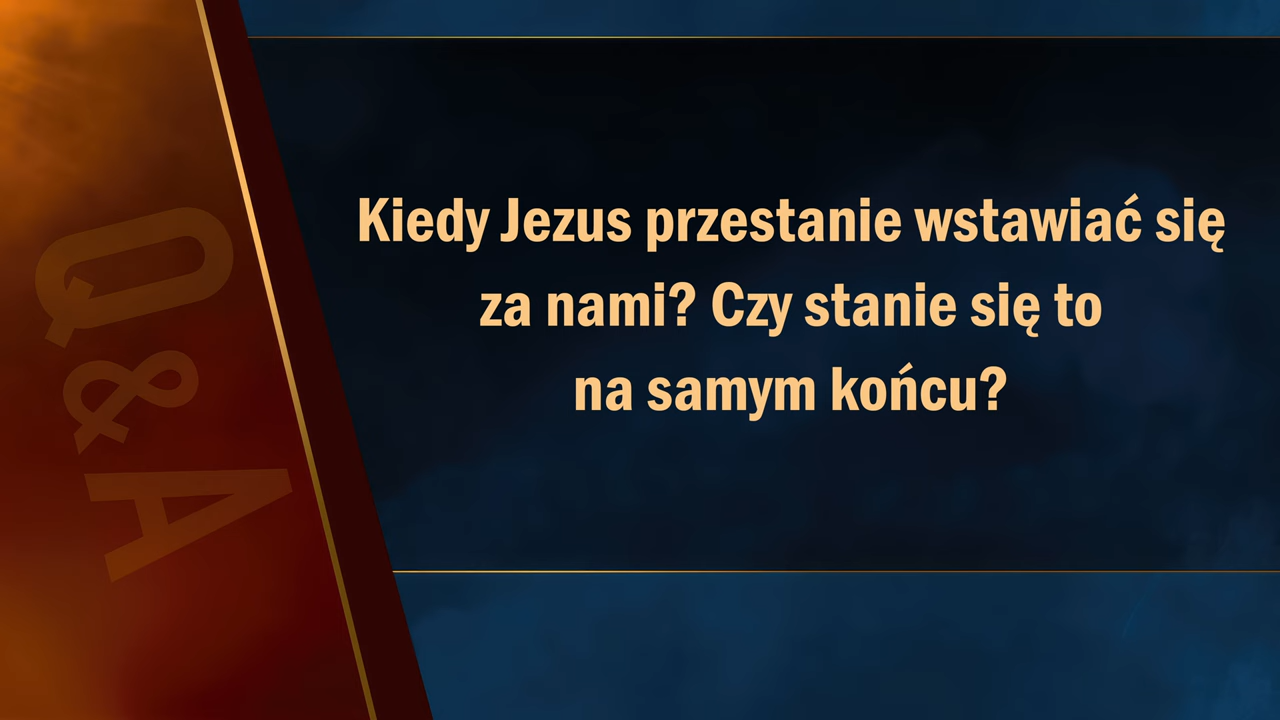 Q&A
Kiedy Jezus przestanie wstawiać się
za nami? Czy stanie się to
na samym końcu?